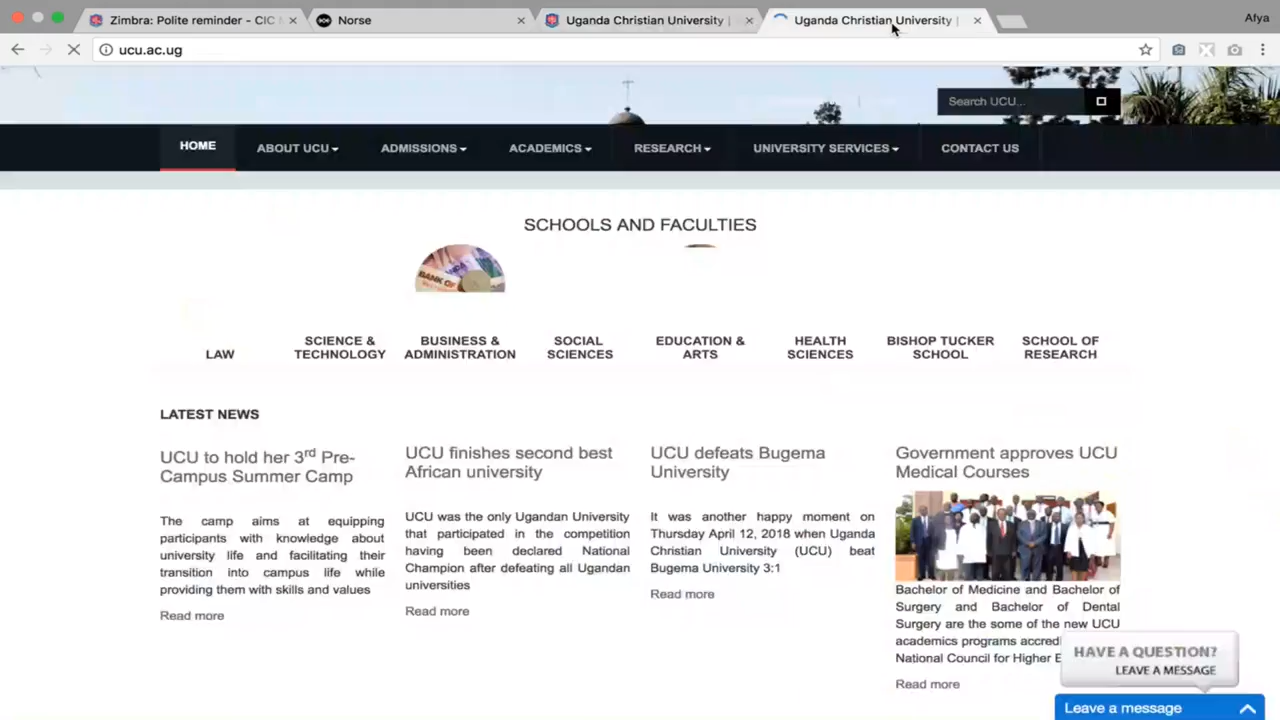 Zimbra: Polite reminder - CIC M
Norse
Uganda Christian University |
Uganda Christian University |
Afya
ucu.ac.ug
Search UCU...
HOME
ABOUT UCU
ADMISSIONS
ACADEMICS
RESEARCH
UNIVERSITY SERVICES
CONTACT US
SCHOOLS AND FACULTIES
BANK OF
LAW
SCIENCE &
TECHNOLOGY
BUSINESS &
ADMINISTRATION
SOCIAL
SCIENCES
EDUCATION &
ARTS
HEALTH
SCIENCES
BISHOP TUCKER
SCHOOL
SCHOOL OF
RESEARCH
LATEST NEWS
UCU to hold her 3rd Pre-
Campus Summer Camp
The camp aims at equipping
participants with knowledge about
university life and facilitating their
transition into campus life while
providing them with skills and values
Read more
UCU finishes second best
African university
UCU was the only Ugandan University
that participated in the competition
having been declared National
Champion after defeating all Ugandan
universities
Read more
UCU defeats Bugema
University
It was another happy moment on
Thursday April 12, 2018 when Uganda
Christian University (UCU) beat
Bugema University 3:1
Read more
Government approves UCU
Medical Courses
Bachelor of Medicine and Bachelor of
Surgery and Bachelor of Dental
Surgery are the some of the new UCU
academics programs accred
National Council for Higher E
Read more
HAVE A QUESTION?
LEAVE A MESSAGE
Leave a message